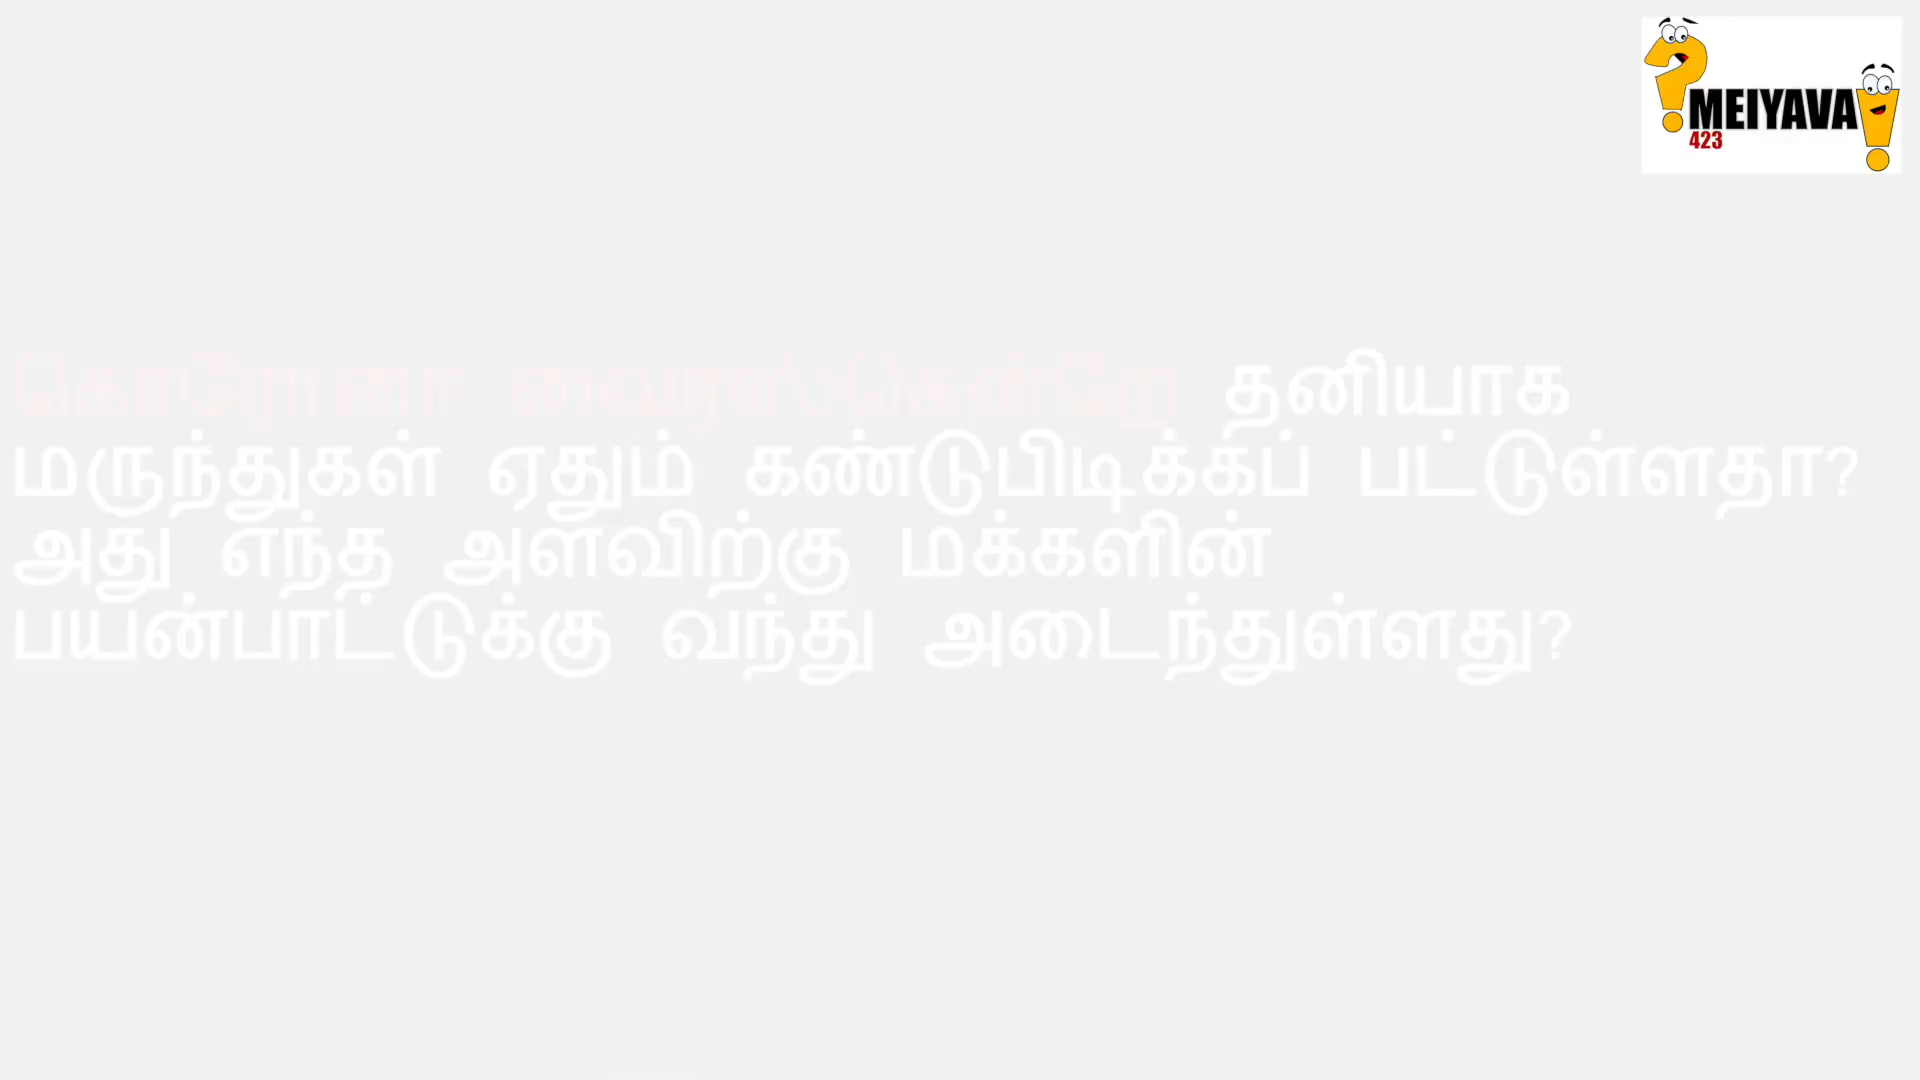 MEIYAVA
423
கொரோனா வைரஸ்கென்றே தனியாக
மருந்துகள் ஏதும் கண்டுபிடிக்கப் பட்டுள்ளதா?
அது எந்த அளவிற்கு மக்களின்
பயன்பாட்டுக்கு வந்து அடைந்துள்ளது?